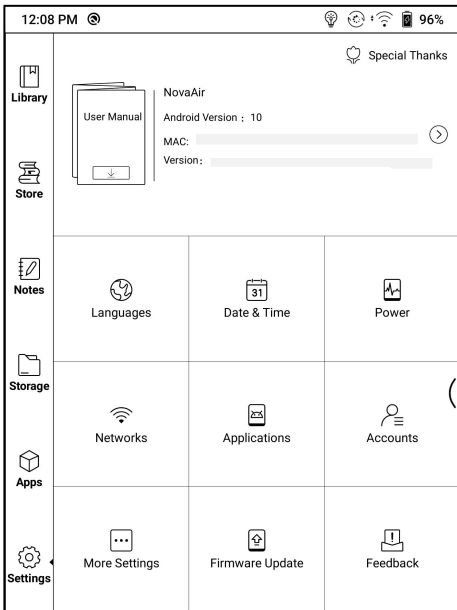 12:08 PM 96%
Special Thanks
Library
User Manual
NovaAir
Android Version : 10
MAC:
Version:
Store
Notes
Languages
31
Date & Time
Power
Storage
Networks
Applications
Accounts
Apps
More Settings
Firmware Update
Feedback
Settings